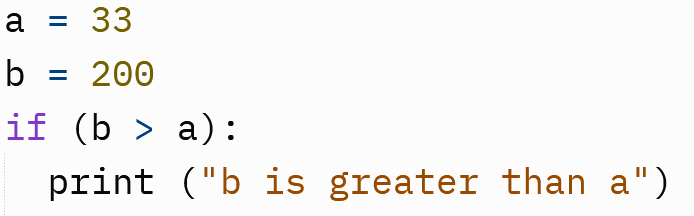 a = 33
b = 200
if (b > a):
  print ("b is greater than a")